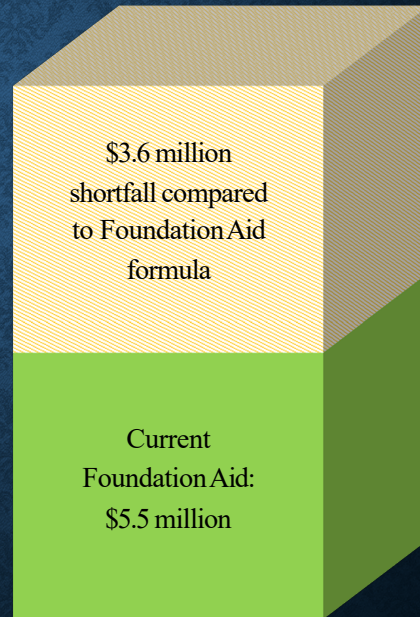 $3.6 million
shortfall compared
to Foundation Aid
formula
Current
Foundation Aid:
$5.5 million